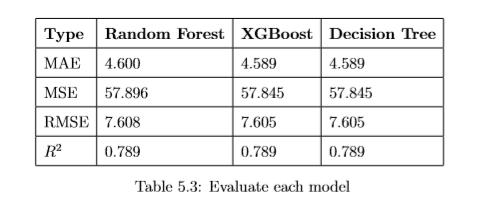 Type Random Forest XGBoost Decision Tree
MAE 4.600 4.589 4.589
MSE 57.896 57.845 57.845
RMSE 7.608 7.605 7.605
R² 0.789 0.789 0.789
Table 5.3: Evaluate each model